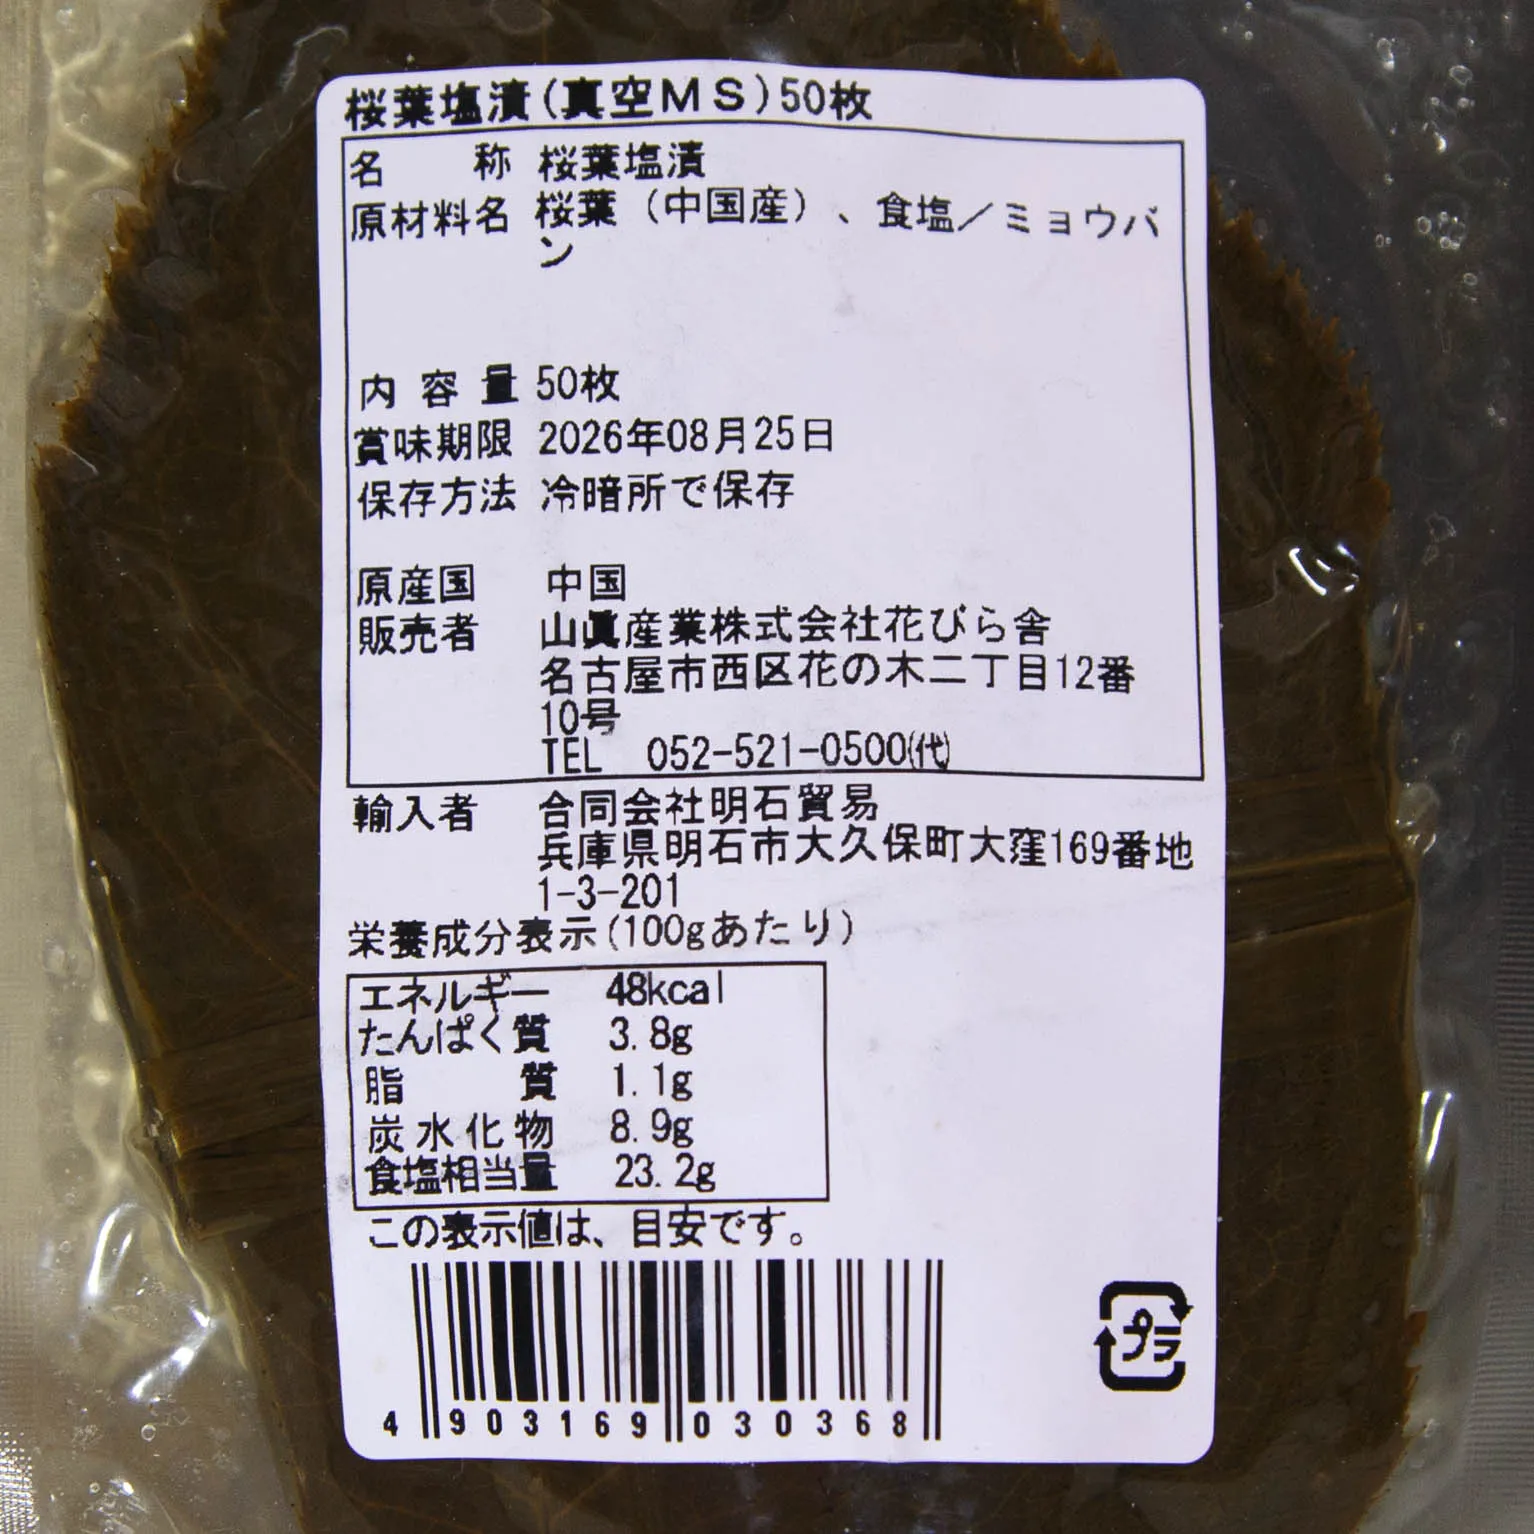 桜葉塩漬(真空MS)50枚
名称 桜葉塩漬
原材料名 桜葉(中国産)、食塩/ミョウバ
ン
内容量 50枚
賞味期限 2026年08月25日
保存方法 冷暗所で保存
原産国 中国
販売者 山眞産業株式会社花びら舎
名古屋市西区花の木二丁目12番
10号
TEL 052-521-0500㈹
輸入者 合同会社明石貿易
兵庫県明石市大久保町大窪169番地
1-3-201
栄養成分表示(100gあたり)
エネルギー 48kcal
たんぱく質 3.8g
脂質 1.1g
炭水化物 8.9g
食塩相当量 23.2g
この表示値は、目安です。
4 903169 030368
プラ